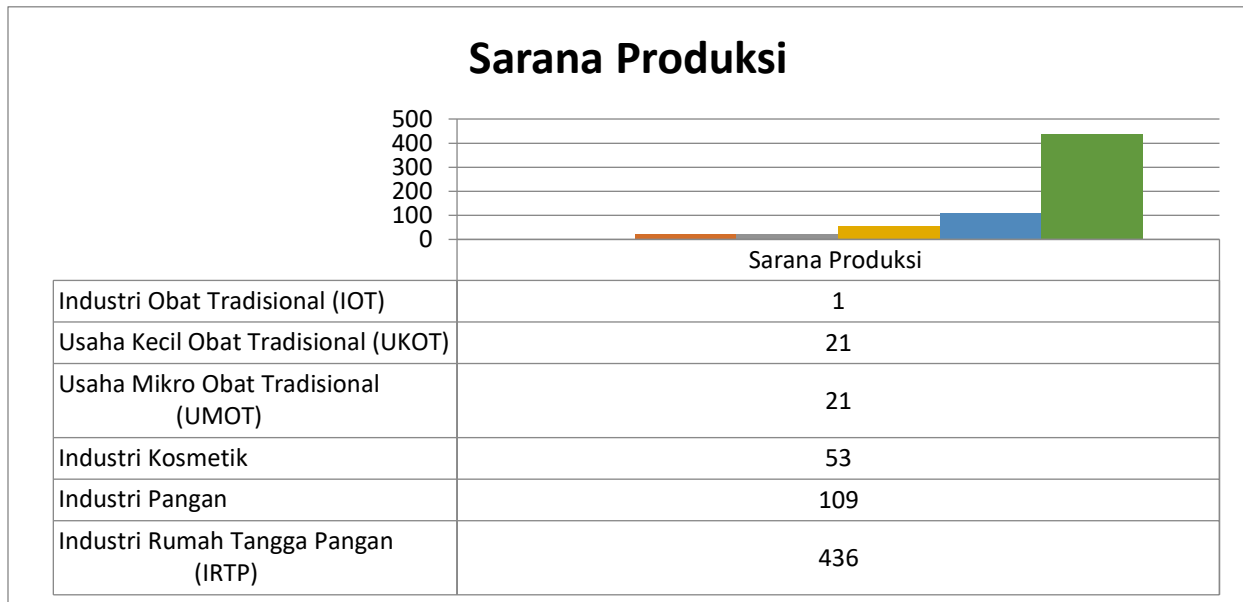 Sarana Produksi
500
400
300
200
100
0
Sarana Produksi
Industri Obat Tradisional (IOT)
1
Usaha Kecil Obat Tradisional (UKOT)
21
Usaha Mikro Obat Tradisional
(UMOT)
21
Industri Kosmetik
53
Industri Pangan
109
Industri Rumah Tangga Pangan
(IRTP)
436